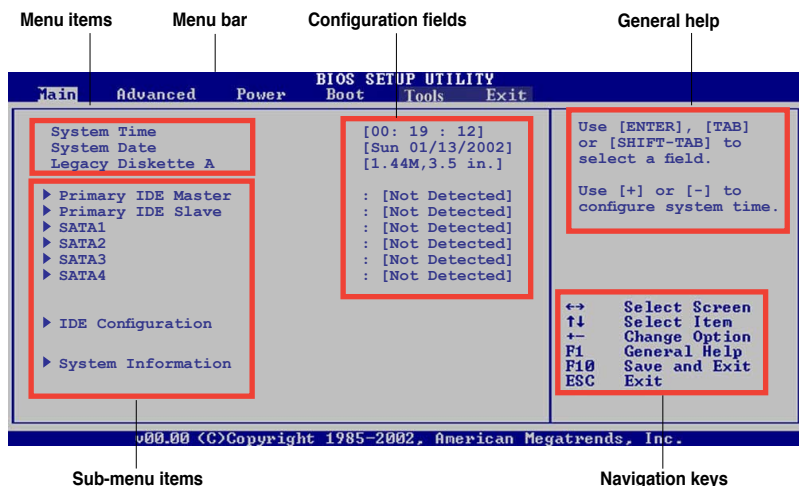 Menu items Menu bar Configuration fields General help
BIOS SETUP UTILITY
Main Advanced Power Boot Tools Exit
System Time [00: 19 : 12]
System Date [Sun 01/13/2002]
Legacy Diskette A [1.44M,3.5 in.]
Primary IDE Master : [Not Detected]
Primary IDE Slave : [Not Detected]
SATA1 : [Not Detected]
SATA2 : [Not Detected]
SATA3 : [Not Detected]
SATA4 : [Not Detected]
IDE Configuration
System Information
Use [ENTER], [TAB]
or [SHIFT-TAB] to
select a field.
Use [+] or [-] to
configure system time.
↔ Select Screen
↑↓ Select Item
+- Change Option
F1 General Help
F10 Save and Exit
ESC Exit
v00.00 (C)Copyright 1985-2002, American Megatrends, Inc.
Sub-menu items Navigation keys